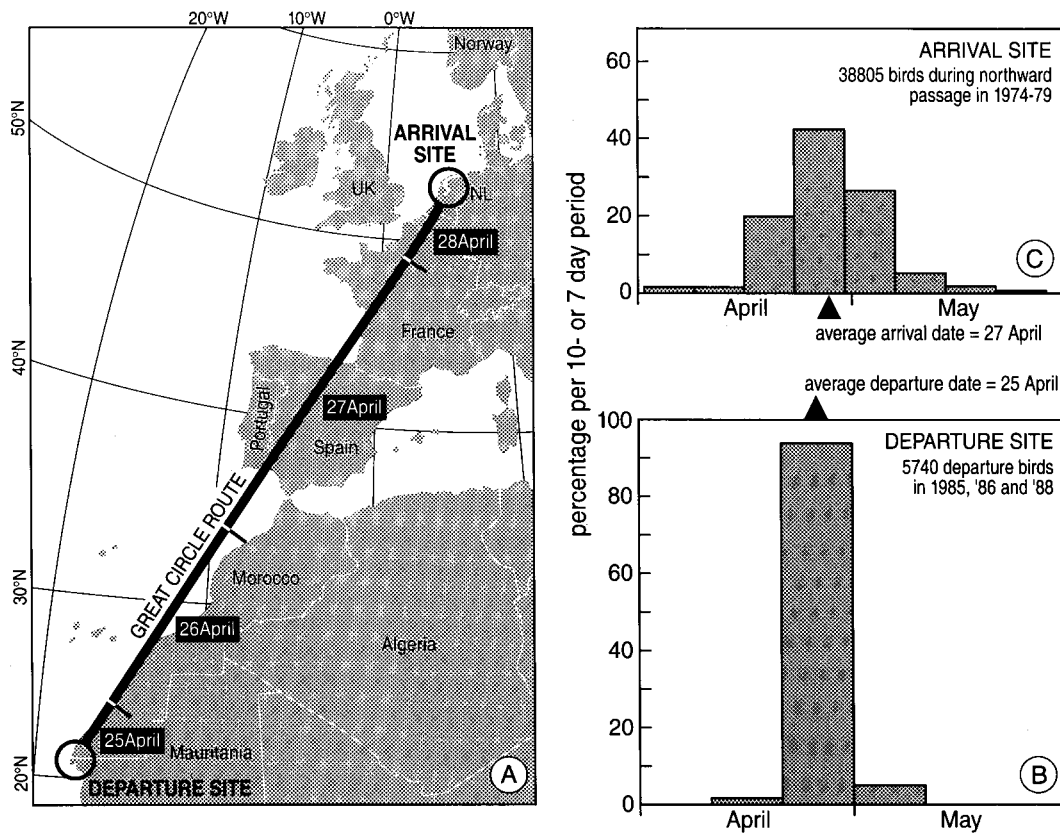 20°W
10°W
0°W
Norway
50°N
ARRIVAL
SITE
UK
NL
28April
France
40°N
27April
Portugal
Spain
GREAT CIRCLE ROUTE
Morocco
30°N
26April
Algeria
25April
Mauritania
20°N
DEPARTURE SITE
A
percentage per 10- or 7 day period
60
40
20
0
ARRIVAL SITE
38805 birds during northward
passage in 1974-79
C
April
May
average arrival date = 27 April
average departure date = 25 April
100
80
60
40
20
0
DEPARTURE SITE
5740 departure birds
in 1985, '86 and '88
B
April
May